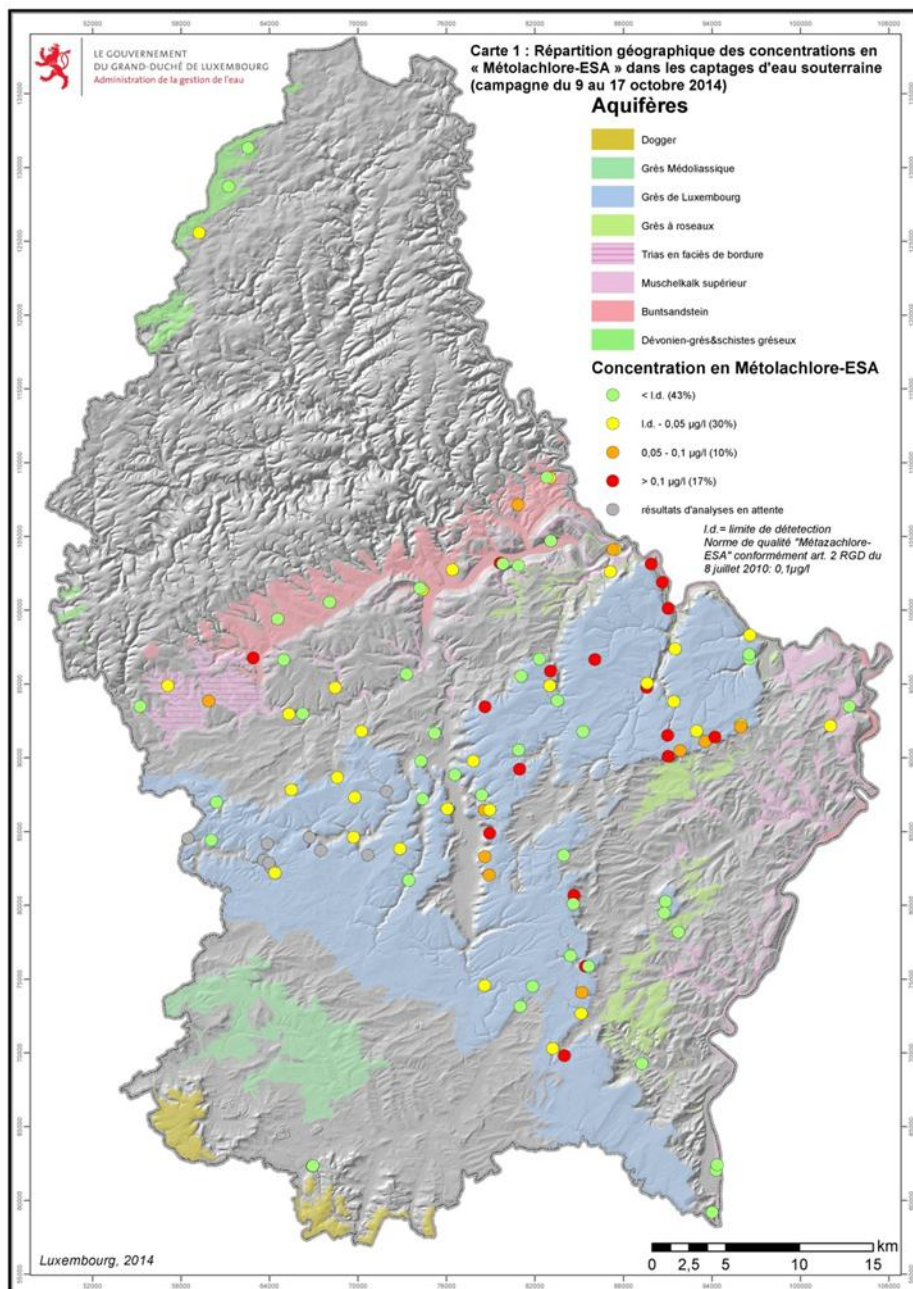 LE GOUVERNEMENT
DU GRAND-DUCHÉ DE LUXEMBOURG
Administration de la gestion de l'eau
Carte 1 : Répartition géographique des concentrations en
« Métolachlore-ESA » dans les captages d'eau souterraine
(campagne du 9 au 17 octobre 2014)
Aquifères
Dogger
Grès Médoliassique
Grès de Luxembourg
Grès à roseaux
Trias en faciès de bordure
Muschelkalk supérieur
Buntsandstein
Dévonien-grès&schistes gréseux
Concentration en Métolachlore-ESA
< l.d. (43%)
l.d. - 0,05 µg/l (30%)
0,05 - 0,1 µg/l (10%)
> 0,1 µg/l (17%)
résultats d'analyses en attente
l.d.= limite de détetection
Norme de qualité "Métazachlore-
ESA" conformément art. 2 RGD du
8 juillet 2010: 0,1µg/l
Luxembourg, 2014
km
0 2,5 5 10 15